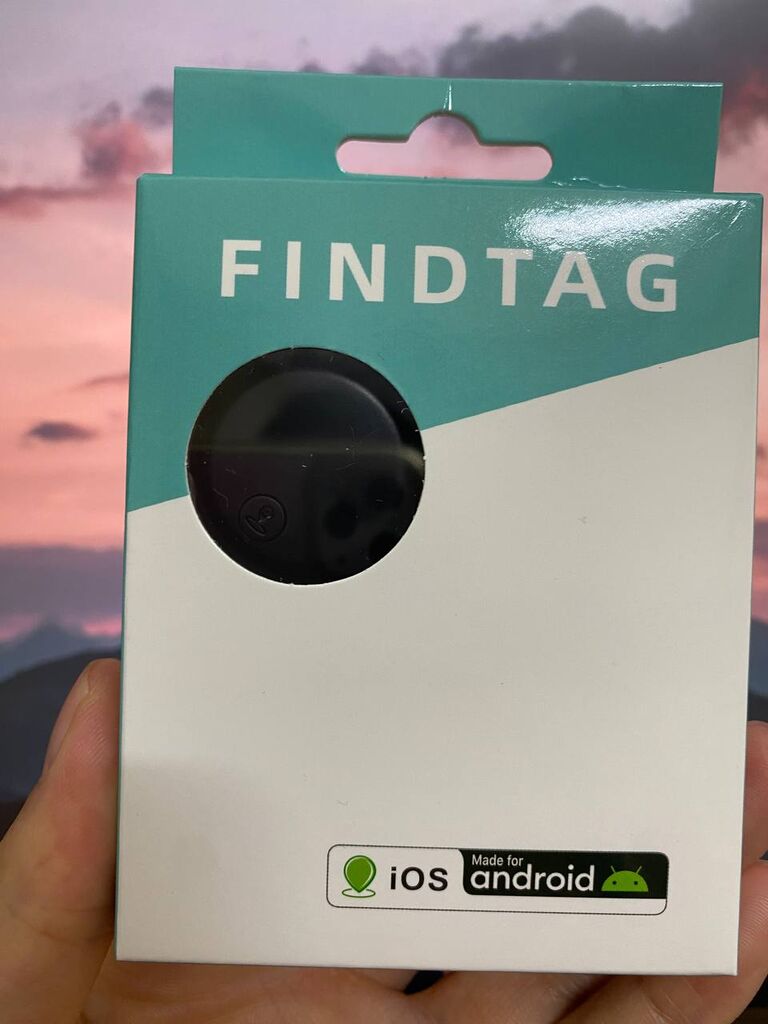 FINDTAG
iOS
Made for
android